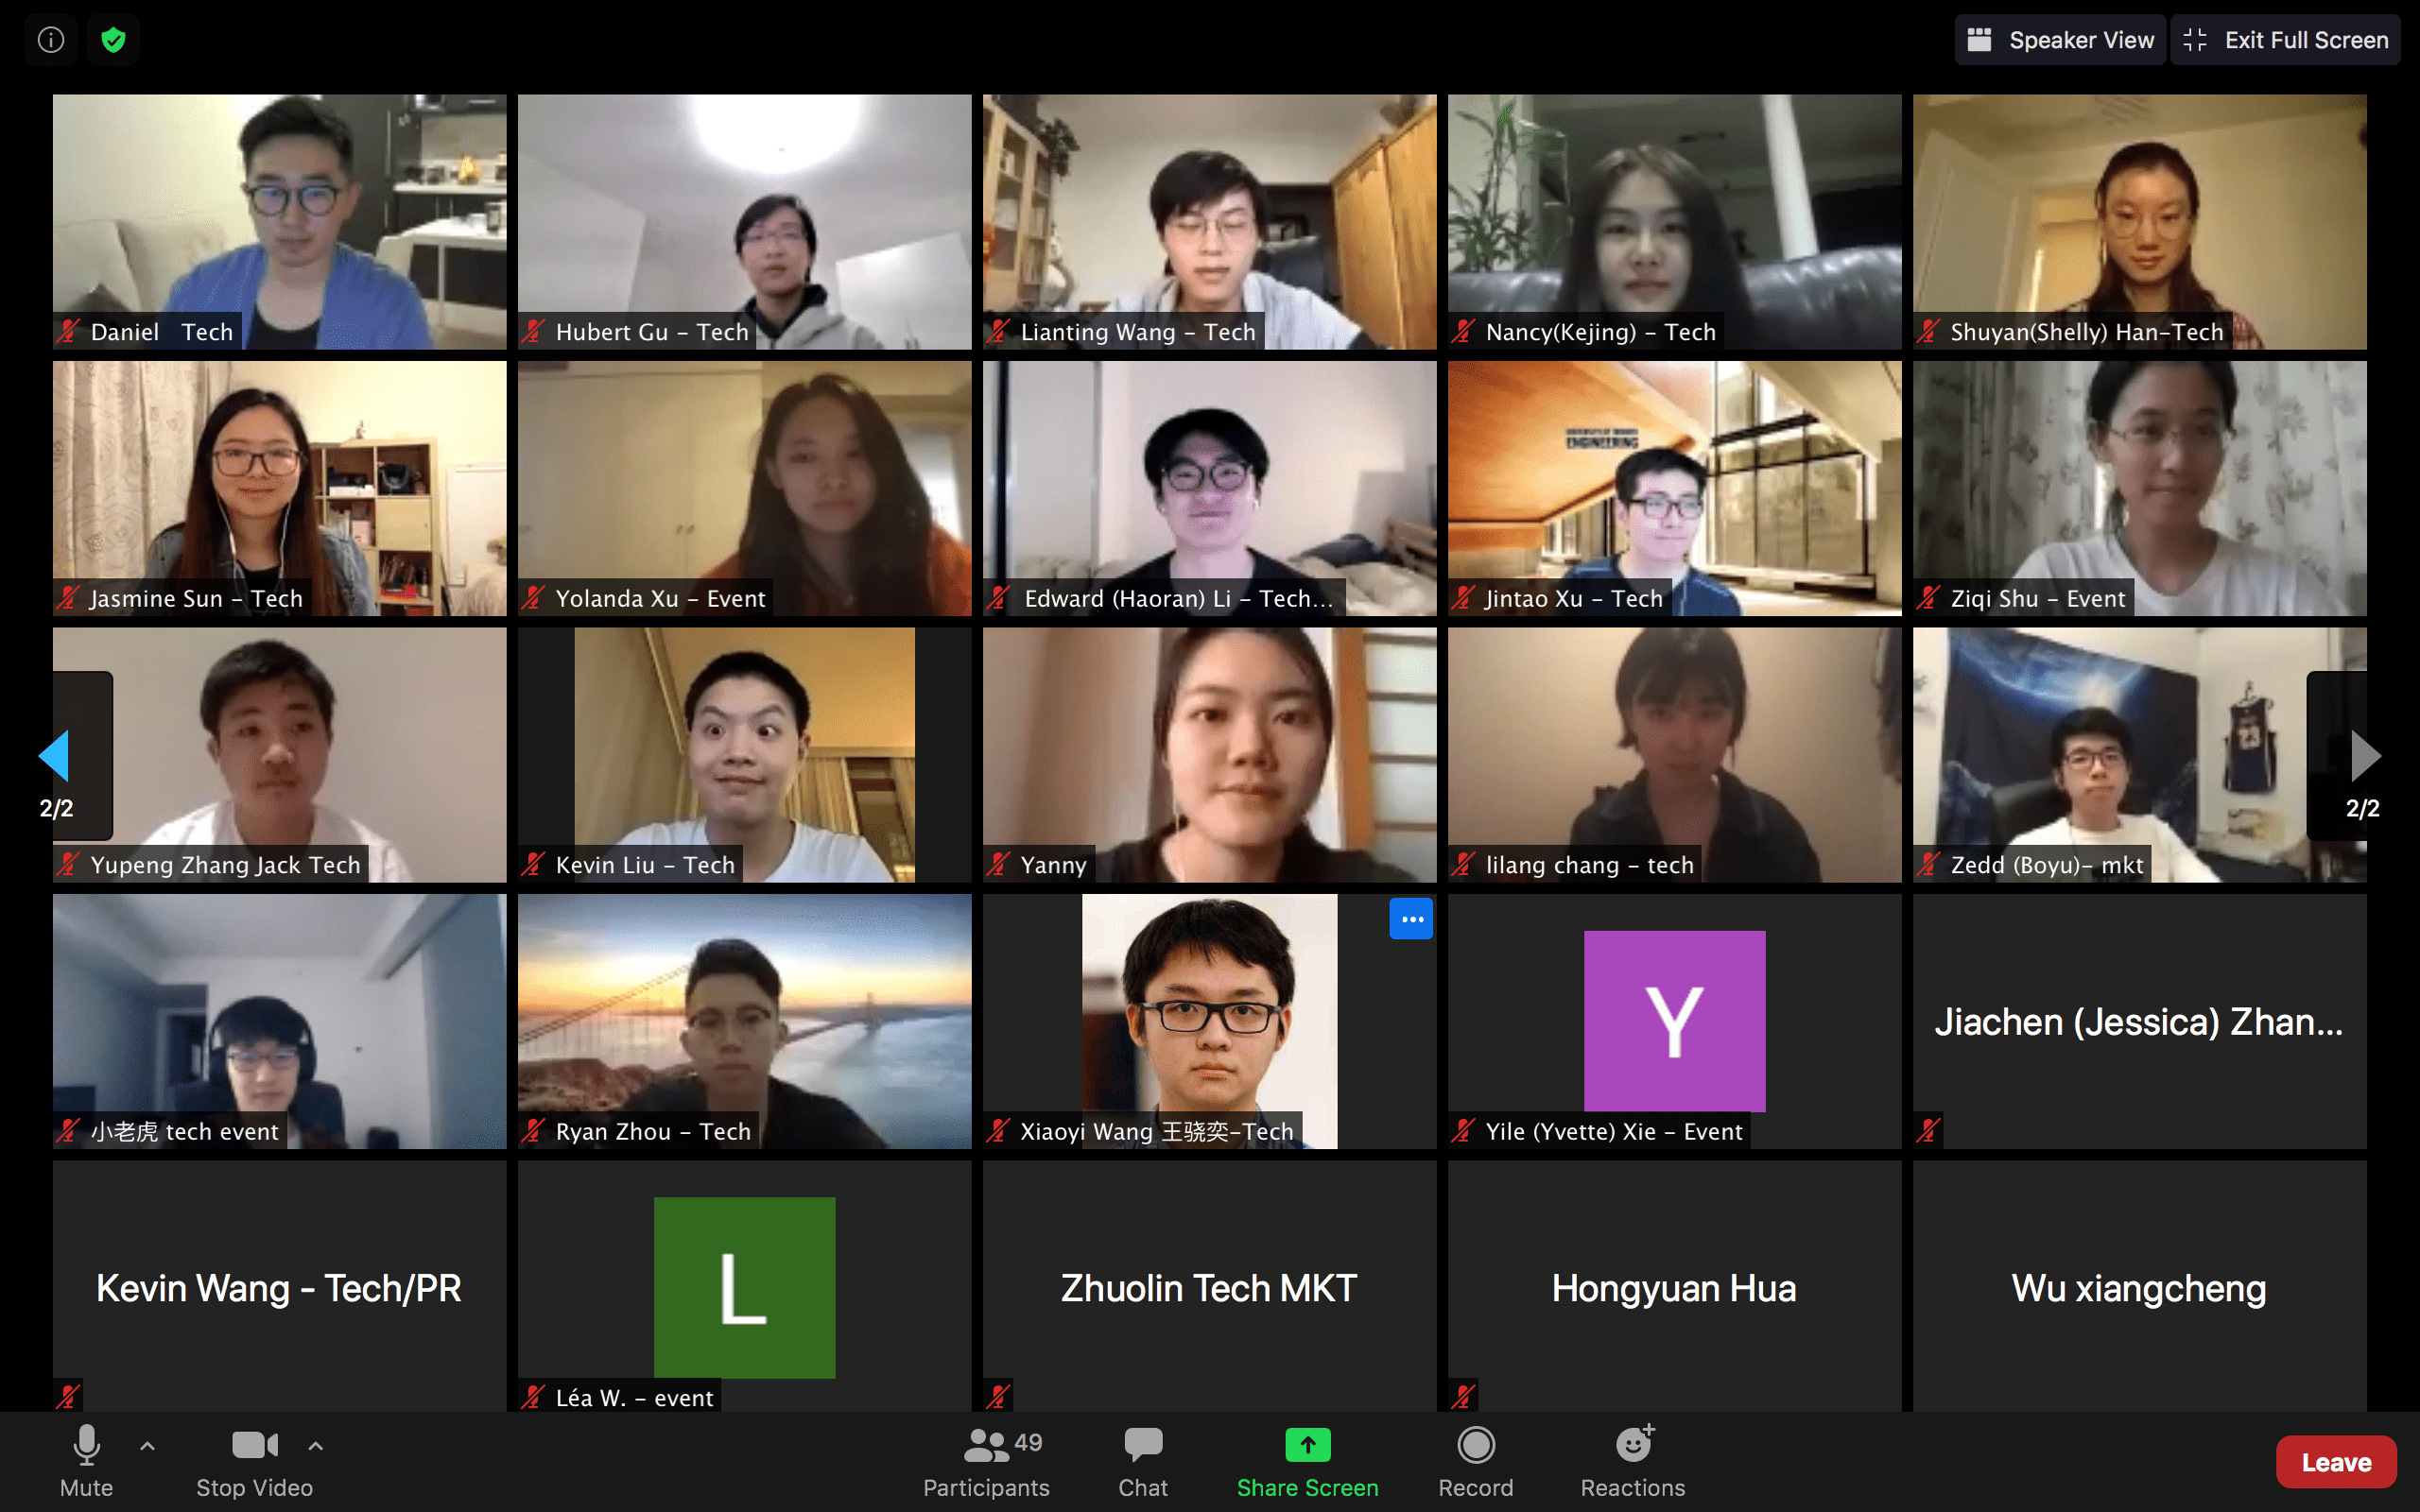 Speaker View
Exit Full Screen
Daniel Tech
Hubert Gu - Tech
Lianting Wang - Tech
Nancy(Kejing) - Tech
Shuyan(Shelly) Han-Tech
ENGINEERING
Jasmine Sun - Tech
Yolanda Xu - Event
Edward (Haoran) Li - Tech...
Jintao Xu - Tech
Ziqi Shu - Event
23
2/2
2/2
Yupeng Zhang Jack Tech
Kevin Liu - Tech
Yanny
lilang chang - tech
Zedd (Boyu)- mkt
Y
Jiachen (Jessica) Zhan...
小老虎 tech event
Ryan Zhou - Tech
Xiaoyi Wang 王骁奕-Tech
Yile (Yvette) Xie - Event
Kevin Wang - Tech/PR
L
Zhuolin Tech MKT
Hongyuan Hua
Wu xiangcheng
Léa W. - event
Mute
Stop Video
49
Participants
Chat
Share Screen
Record
Reactions
Leave